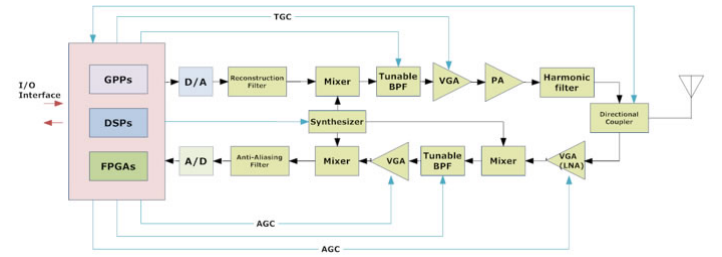 TGC
I/O
Interface
GPPs
DSPs
FPGAs
D/A
Reconstruction
Filter
Mixer
Tunable
BPF
VGA
PA
Harmonic
filter
Directional
Coupler
Synthesizer
A/D
Anti-Aliasing
Filter
Mixer
VGA
Tunable
BPF
Mixer
VGA
(LNA)
AGC
AGC